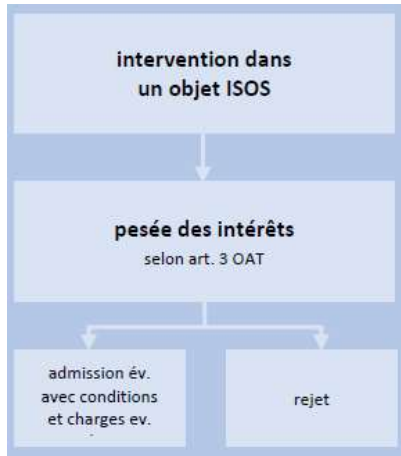 intervention dans
un objet ISOS
pesée des intérêts
selon art. 3 OAT
admission év.
avec conditions
et charges ev.
rejet